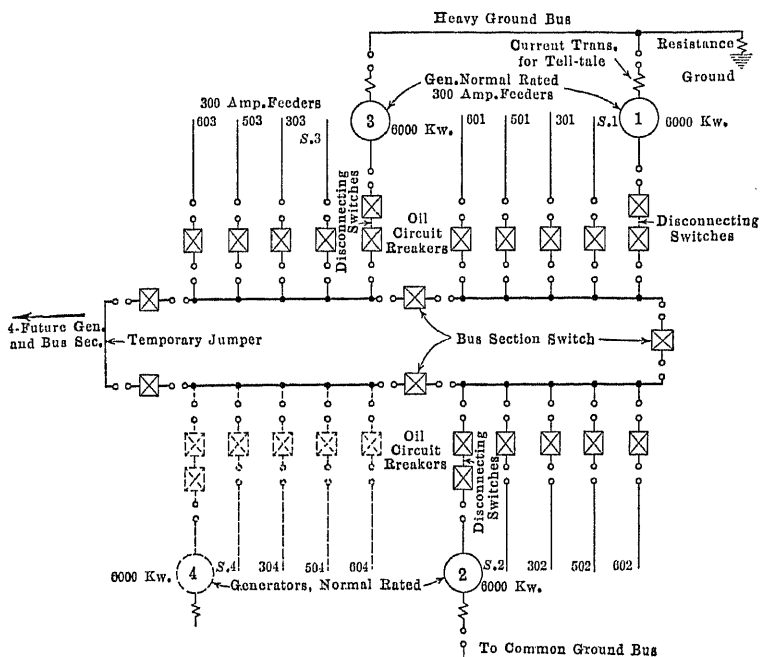 Heavy Ground Bus
Current Trans.
for Tell-tale
Resistance
Ground
Gen.Normal Rated
300 Amp.Feeders
300 Amp.Feeders
603
503
303
S.3
3
6000 Kw.
601
501
301
S.1
1
6000 Kw.
Disconnecting
Switches
Oil
Circuit
Rreakers
Disconnecting
Switches
4-Future Gen.
and Bus Sec.
Temporary Jumper
Bus Section Switch
Oil
Circuit
Rreakers
Disconnecting
Switches
6000 Kw.
4
S.4
304
504
604
Generators, Normal Rated
2
S.2
302
502
602
6000 Kw.
To Common Ground Bus